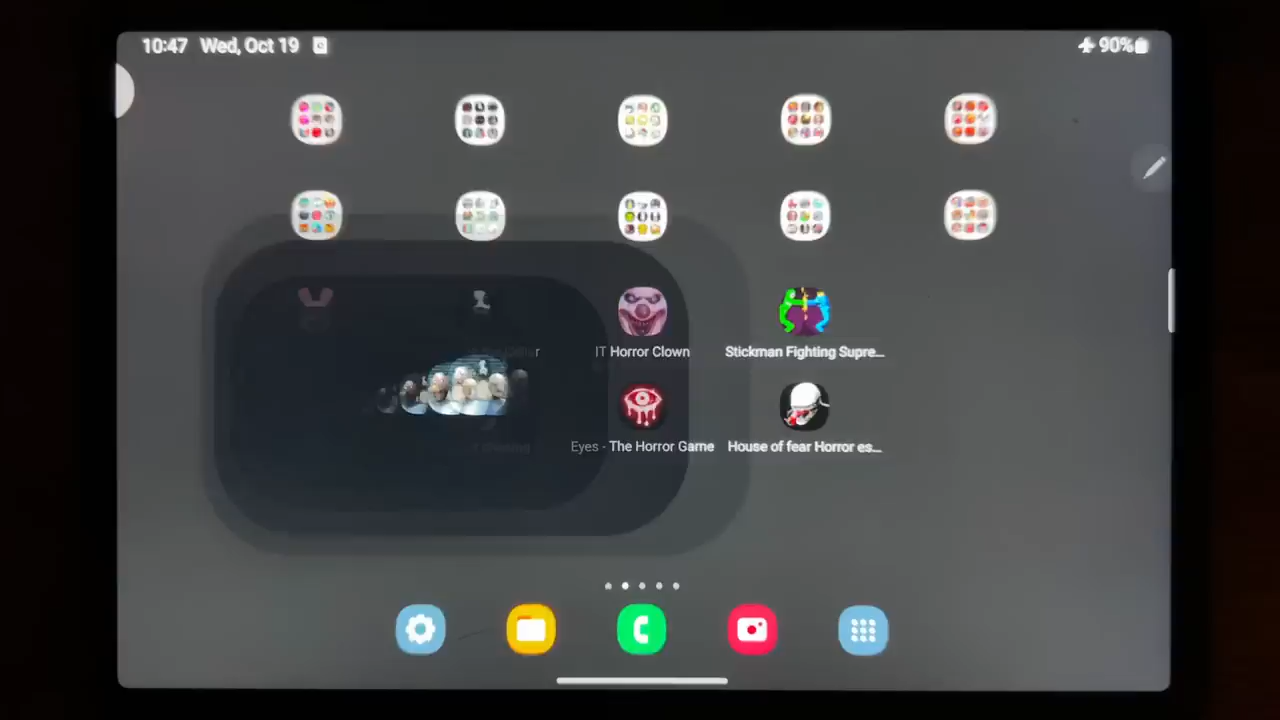 10:47 Wed, Oct 19
90%
IT Horror Clown
Stickman Fighting Supre...
Eyes - The Horror Game
House of fear Horror es...